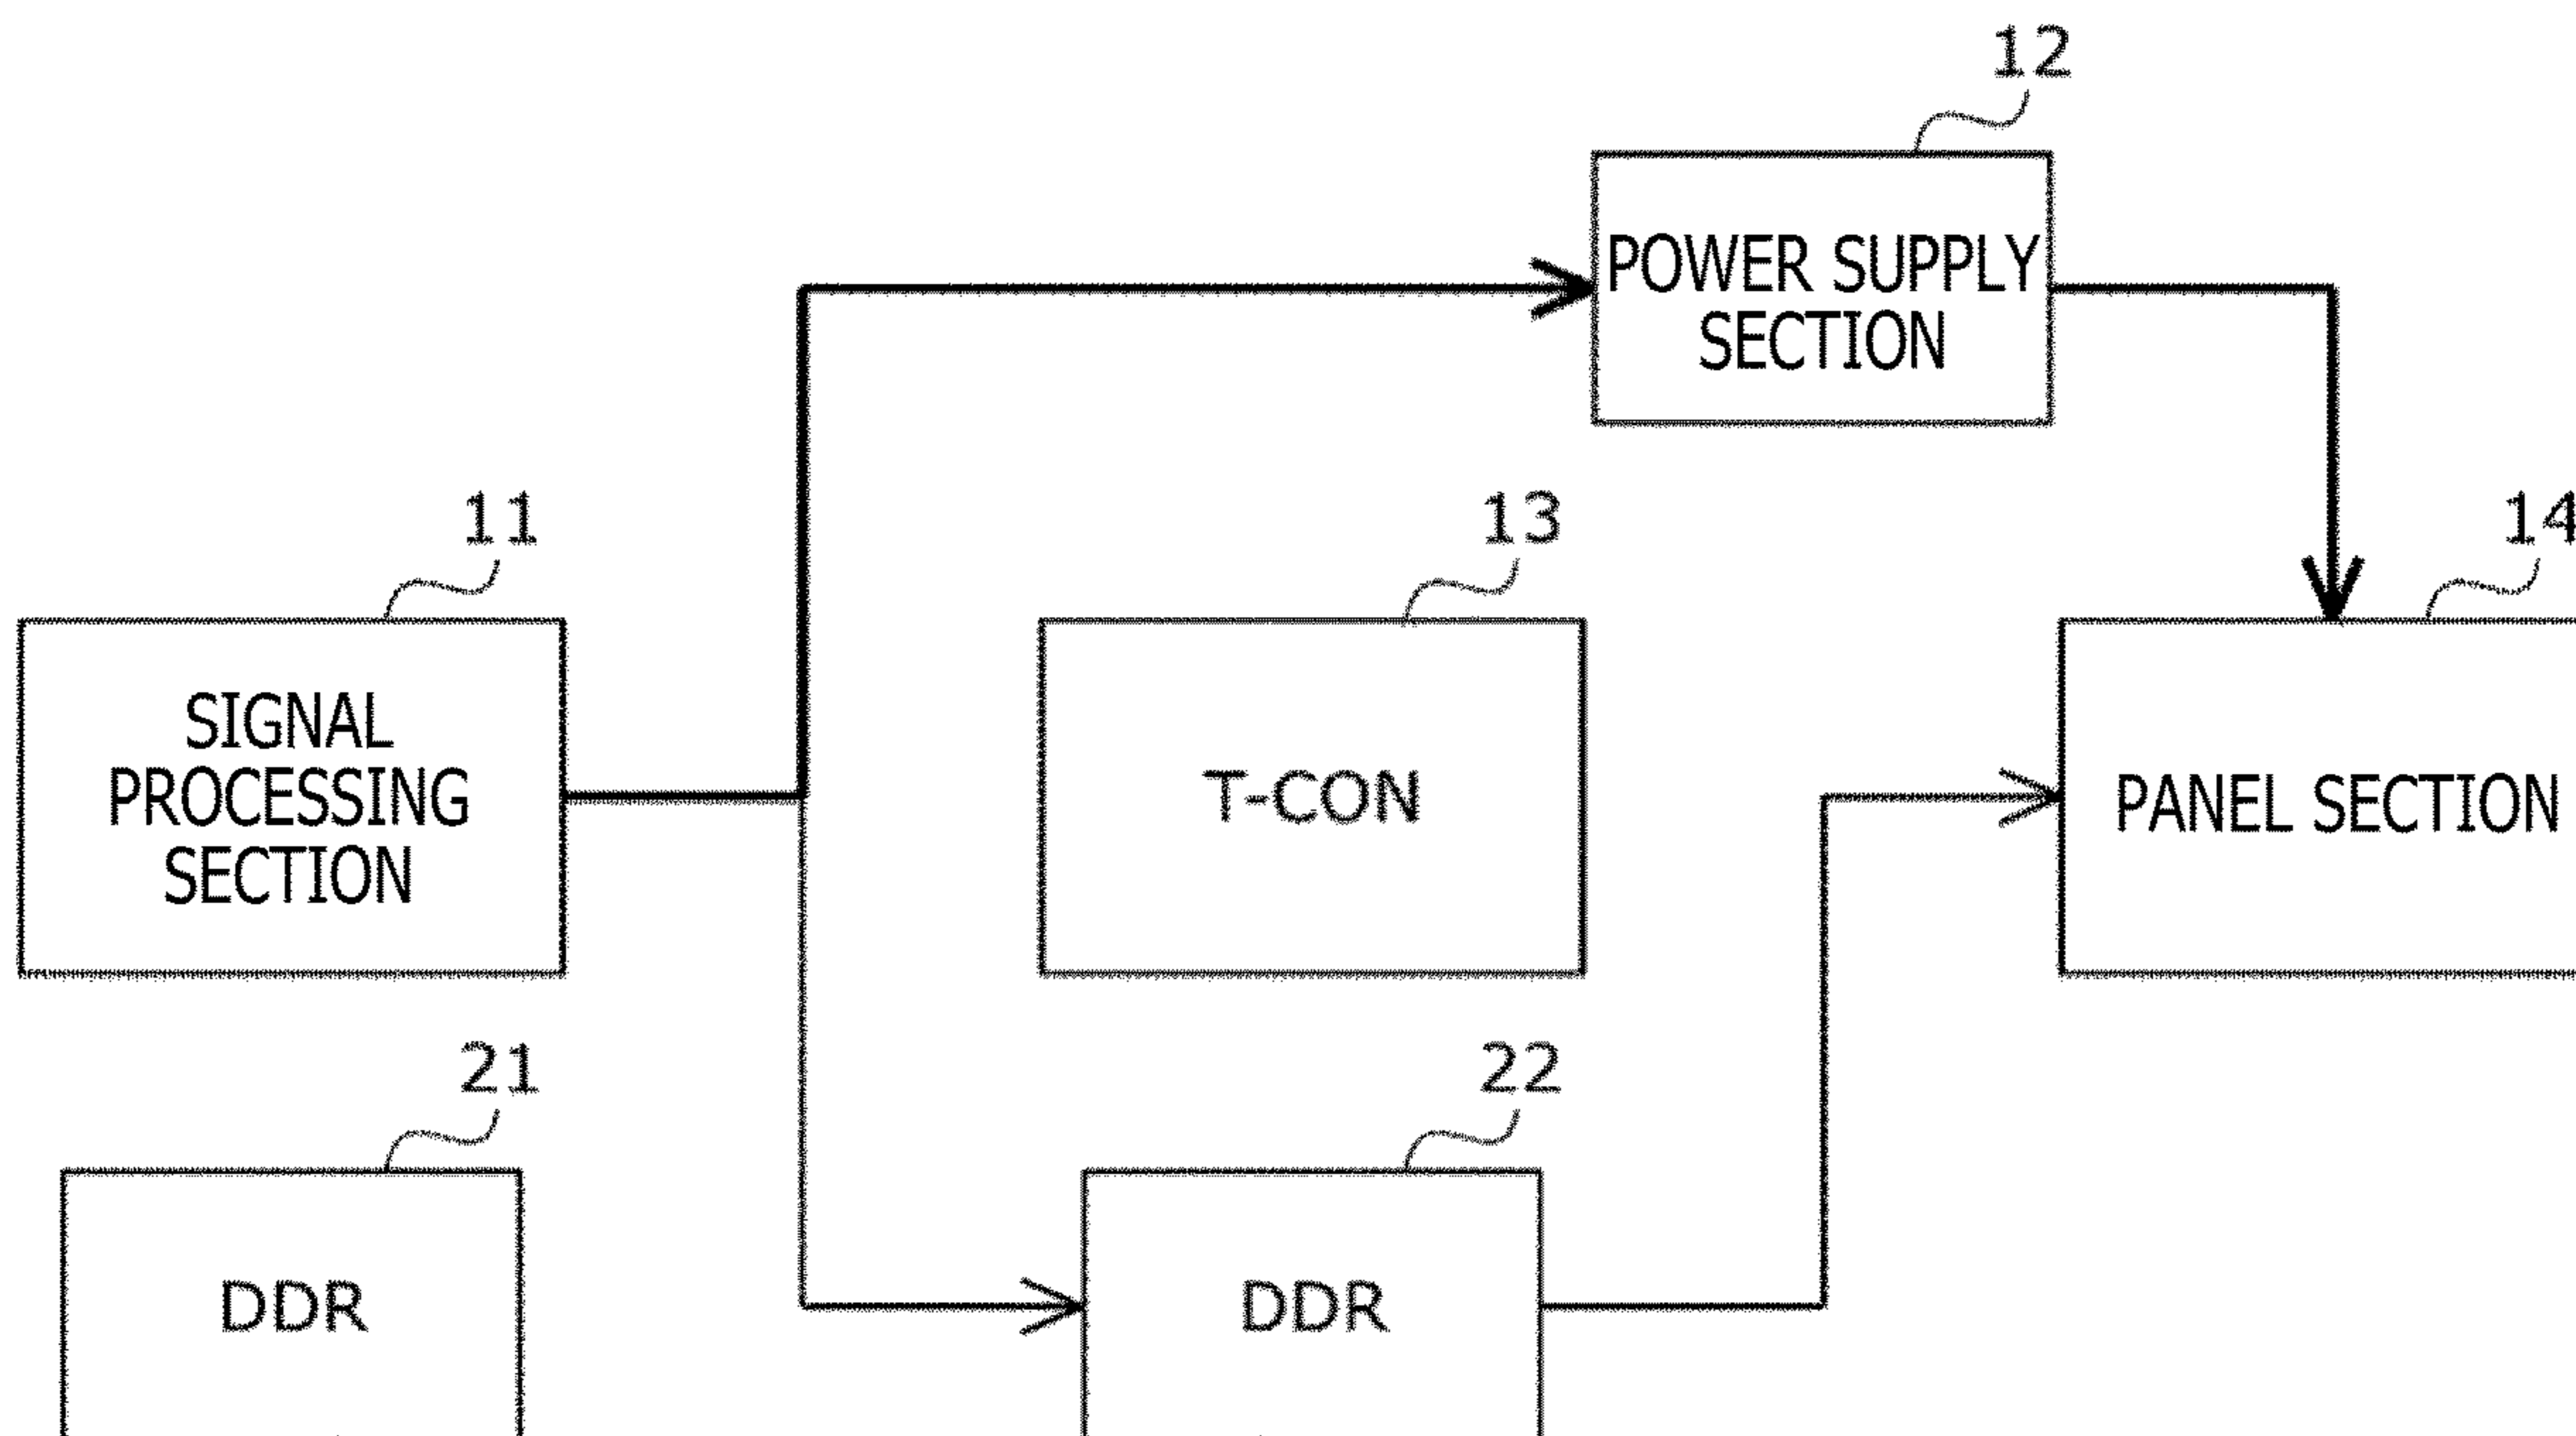 12
POWER SUPPLY
SECTION
11
13
14
SIGNAL
PROCESSING
SECTION
T-CON
PANEL SECTION
21
22
DDR
DDR